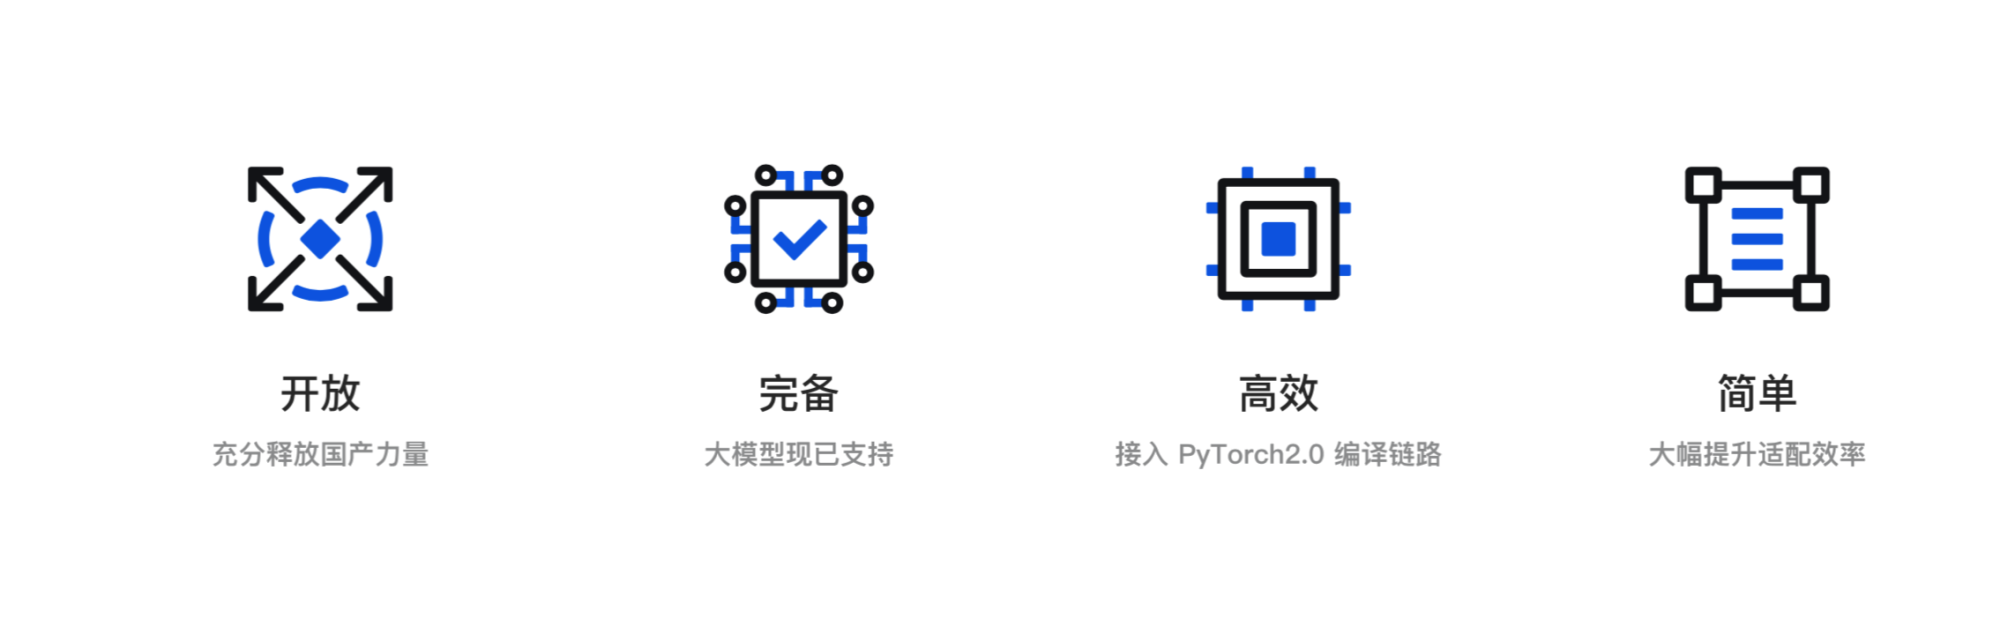 开放
充分释放国产力量
完备
大模型现已支持
高效
接入 PyTorch2.0 编译链路
简单
大幅提升适配效率